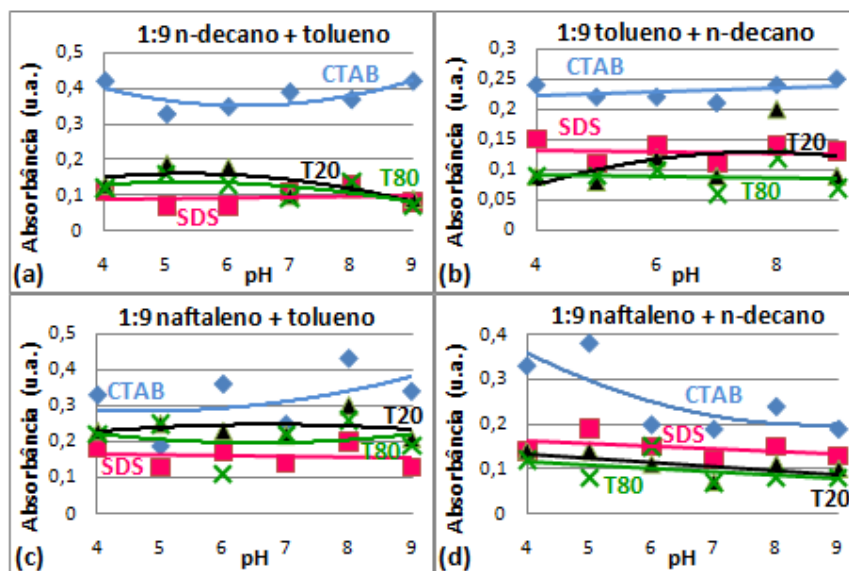 1:9 n-decano + tolueno
Absorbância (u.a.)
0,5
0,4
0,3
0,2
0,1
0
CTAB
T20
T80
SDS
4 5 6 7 8 9
(a) pH
1:9 tolueno + n-decano
Absorbância (u.a.)
0,3
0,25
0,2
0,15
0,1
0,05
0
CTAB
SDS
T20
T80
4 6 8
(b) pH
1:9 naftaleno + tolueno
Absorbância (u.a.)
0,5
0,4
0,3
0,2
0,1
0
CTAB
T20
T80
SDS
4 5 6 7 8 9
(c) pH
1:9 naftaleno + n-decano
Absorbância (u.a.)
0,4
0,3
0,2
0,1
0
CTAB
SDS
T80
T20
4 5 6 7 8 9
(d) pH